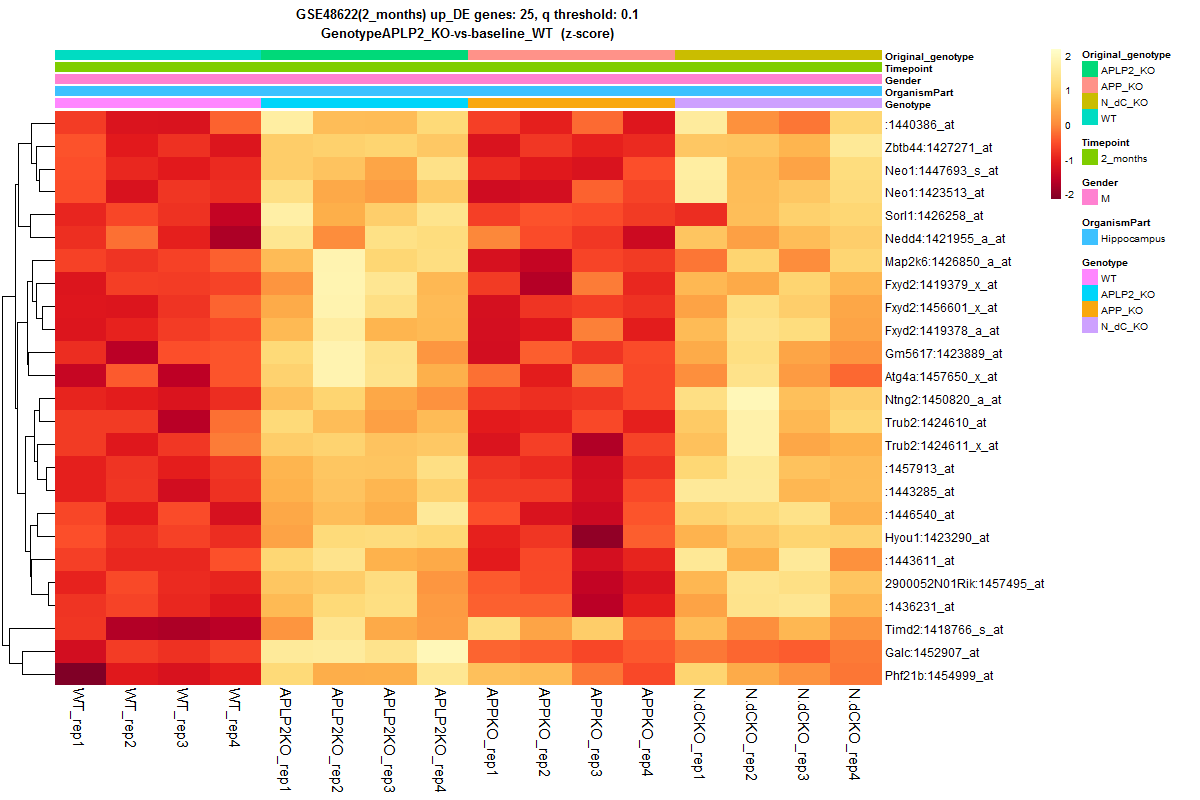 GSE48622(2_months) up_DE genes: 25, q threshold: 0.1
GenotypeAPLP2_KO-vs-baseline_WT (z-score)
Original_genotype
Timepoint
Gender
OrganismPart
Genotype
:1440386_at
Zbtb44:1427271_at
Neo1:1447693_s_at
Neo1:1423513_at
Sorl1:1426258_at
Nedd4:1421955_a_at
Map2k6:1426850_a_at
Fxyd2:1419379_x_at
Fxyd2:1456601_x_at
Fxyd2:1419378_a_at
Gm5617:1423889_at
Atg4a:1457650_x_at
Ntng2:1450820_a_at
Trub2:1424610_at
Trub2:1424611_x_at
:1457913_at
:1443285_at
:1446540_at
Hyou1:1423290_at
:1443611_at
2900052N01Rik:1457495_at
:1436231_at
Timd2:1418766_s_at
Galc:1452907_at
Phf21b:1454999_at
WT_rep1
WT_rep2
WT_rep3
WT_rep4
APLP2KO_rep1
APLP2KO_rep2
APLP2KO_rep3
APLP2KO_rep4
APPKO_rep1
APPKO_rep2
APPKO_rep3
APPKO_rep4
N.dCKO_rep1
N.dCKO_rep2
N.dCKO_rep3
N.dCKO_rep4
2
1
0
-1
-2
Original_genotype
APLP2_KO
APP_KO
N_dC_KO
WT
Timepoint
2_months
Gender
M
OrganismPart
Hippocampus
Genotype
WT
APLP2_KO
APP_KO
N_dC_KO